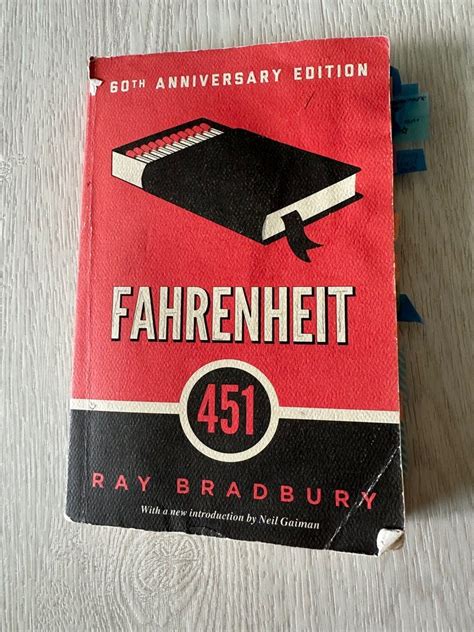 60TH ANNIVERSARY EDITION
FAHRENHEIT
451
RAY BRADBURY
With a new introduction by Neil Gaiman